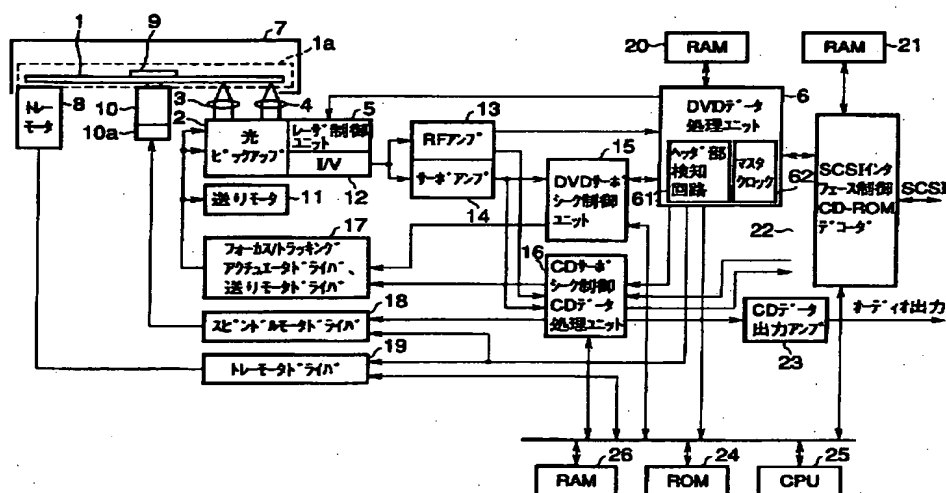 1
9
7
1a
8
トレー
モータ
10
10a
3
4
2
5
光
ピックアップ
レーザ制御
ユニット
I/V
12
送りモータ
11
13
RFアンプ
サーボアンプ
14
15
DVDサーボ
シーク制御
ユニット
16
CDサーボ
シーク制御
CDデータ
処理ユニット
17
フォーカス/トラッキング
アクチュエータドライバ、
送りモータドライバ
18
スピンドルモータドライバ
19
トレーモータドライバ
20
RAM
21
RAM
6
DVDデータ
処理ユニット
ヘッダ部
検知
回路
61
マスタ
クロック
62
SCSIインタ
フェース制御
CD-ROM
デコーダ
22
SCSI
CDデータ
出力アンプ
23
オーディオ出力
RAM
26
ROM
24
CPU
25